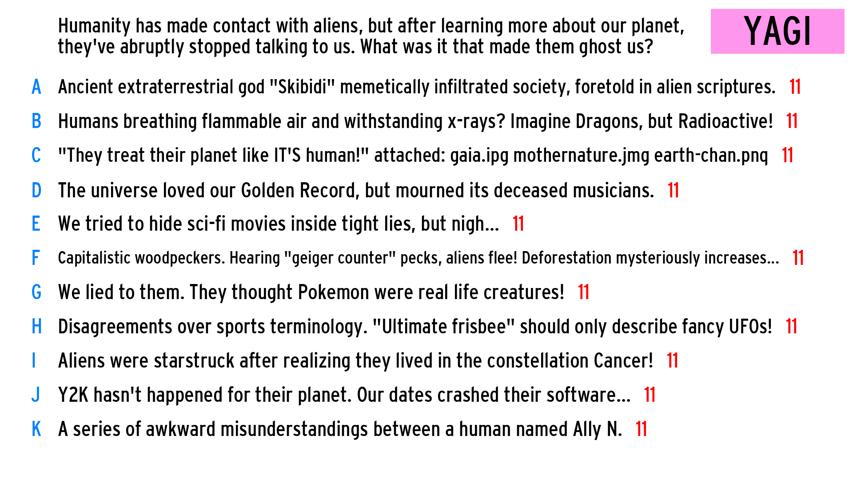 Humanity has made contact with aliens, but after learning more about our planet,
they've abruptly stopped talking to us. What was it that made them ghost us?
YAGI
A Ancient extraterrestrial god "Skibidi" memetically infiltrated society, foretold in alien scriptures. 11
B Humans breathing flammable air and withstanding x-rays? Imagine Dragons, but Radioactive! 11
C "They treat their planet like IT'S human!" attached: gaia.ipg mothernature.jmg earth-chan.pnq 11
D The universe loved our Golden Record, but mourned its deceased musicians. 11
E We tried to hide sci-fi movies inside tight lies, but nigh... 11
F Capitalistic woodpeckers. Hearing "geiger counter" pecks, aliens flee! Deforestation mysteriously increases... 11
G We lied to them. They thought Pokemon were real life creatures! 11
H Disagreements over sports terminology. "Ultimate frisbee" should only describe fancy UFOs! 11
I Aliens were starstruck after realizing they lived in the constellation Cancer! 11
J Y2K hasn't happened for their planet. Our dates crashed their software... 11
K A series of awkward misunderstandings between a human named Ally N. 11